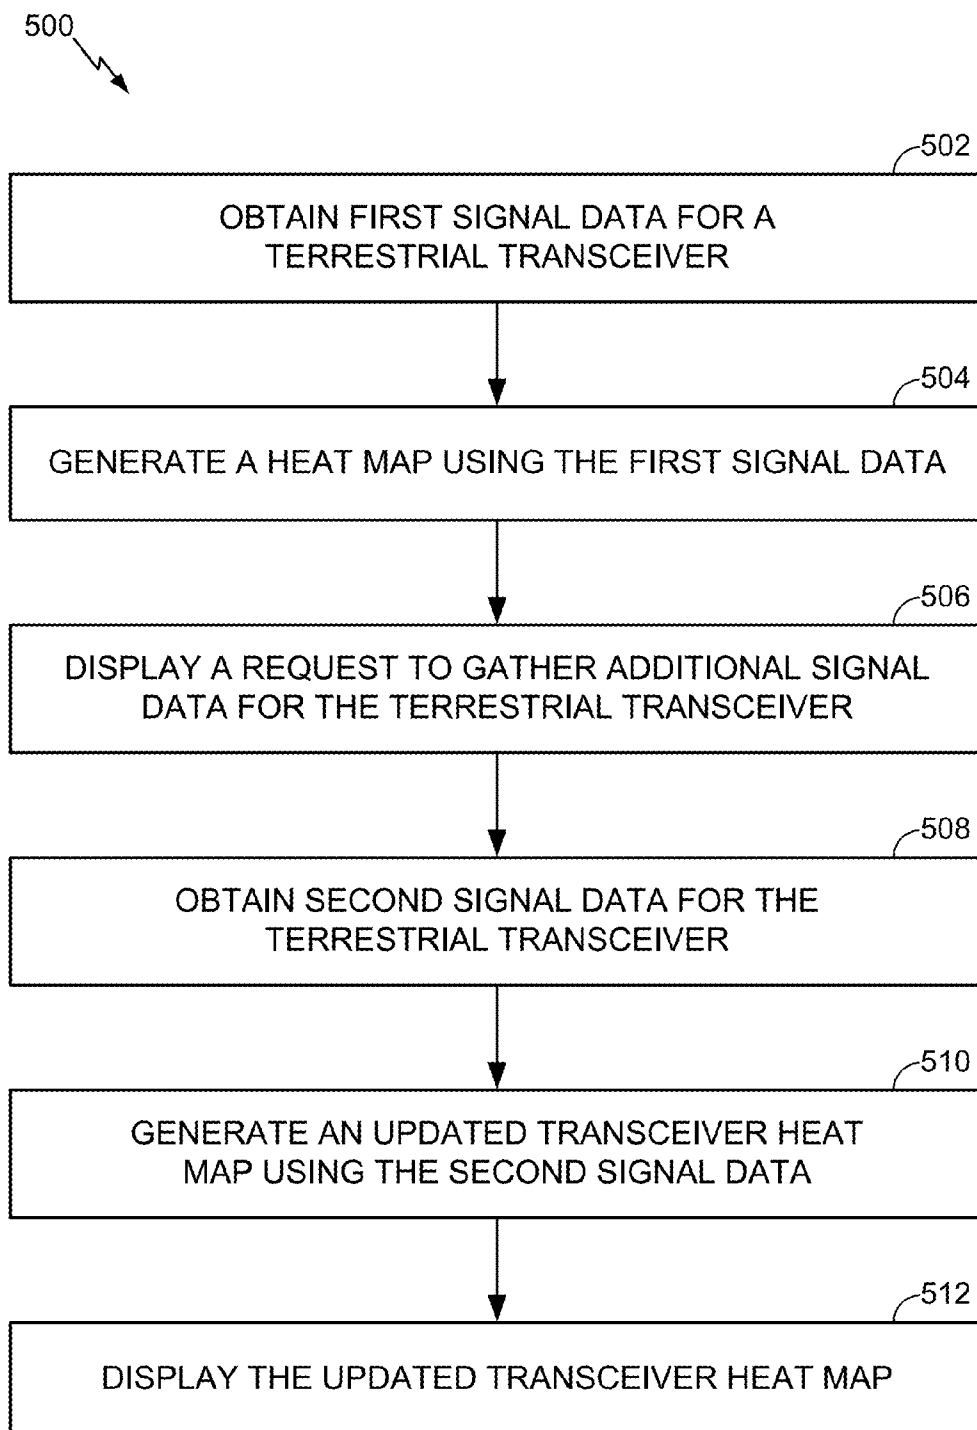 500
502
OBTAIN FIRST SIGNAL DATA FOR A
TERRESTRIAL TRANSCEIVER
504
GENERATE A HEAT MAP USING THE FIRST SIGNAL DATA
506
DISPLAY A REQUEST TO GATHER ADDITIONAL SIGNAL
DATA FOR THE TERRESTRIAL TRANSCEIVER
508
OBTAIN SECOND SIGNAL DATA FOR THE
TERRESTRIAL TRANSCEIVER
510
GENERATE AN UPDATED TRANSCEIVER HEAT
MAP USING THE SECOND SIGNAL DATA
512
DISPLAY THE UPDATED TRANSCEIVER HEAT MAP